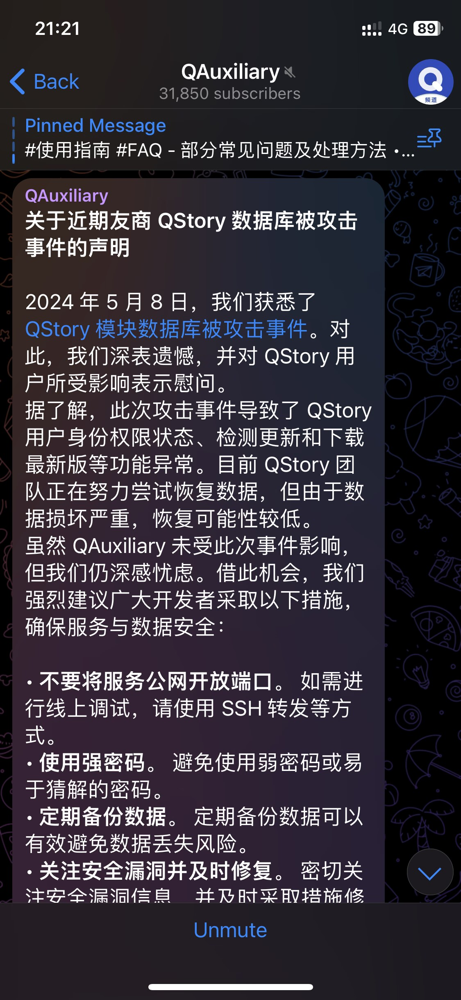 21:21
4G 89
Back
QAuxiliary
31,850 subscribers
频道
Pinned Message
#使用指南 #FAQ - 部分常见问题及处理方法 •...
QAuxiliary
关于近期友商 QStory 数据库被攻击
事件的声明
2024 年 5 月 8 日，我们获悉了
QStory 模块数据库被攻击事件。对
此，我们深表遗憾，并对 QStory 用
户所受影响表示慰问。
据了解，此次攻击事件导致了 QStory
用户身份权限状态、检测更新和下载
最新版等功能异常。目前 QStory 团
队正在努力尝试恢复数据，但由于数
据损坏严重，恢复可能性较低。
虽然 QAuxiliary 未受此次事件影响，
但我们仍深感忧虑。借此机会，我们
强烈建议广大开发者采取以下措施，
确保服务与数据安全：
• 不要将服务公网开放端口。 如需进
行线上调试，请使用 SSH 转发等方
式。
• 使用强密码。 避免使用弱密码或易
于猜解的密码。
• 定期备份数据。 定期备份数据可以
有效避免数据丢失风险。
• 关注安全漏洞并及时修复。 密切关
注安全漏洞信息，并及时采取措施修
Unmute